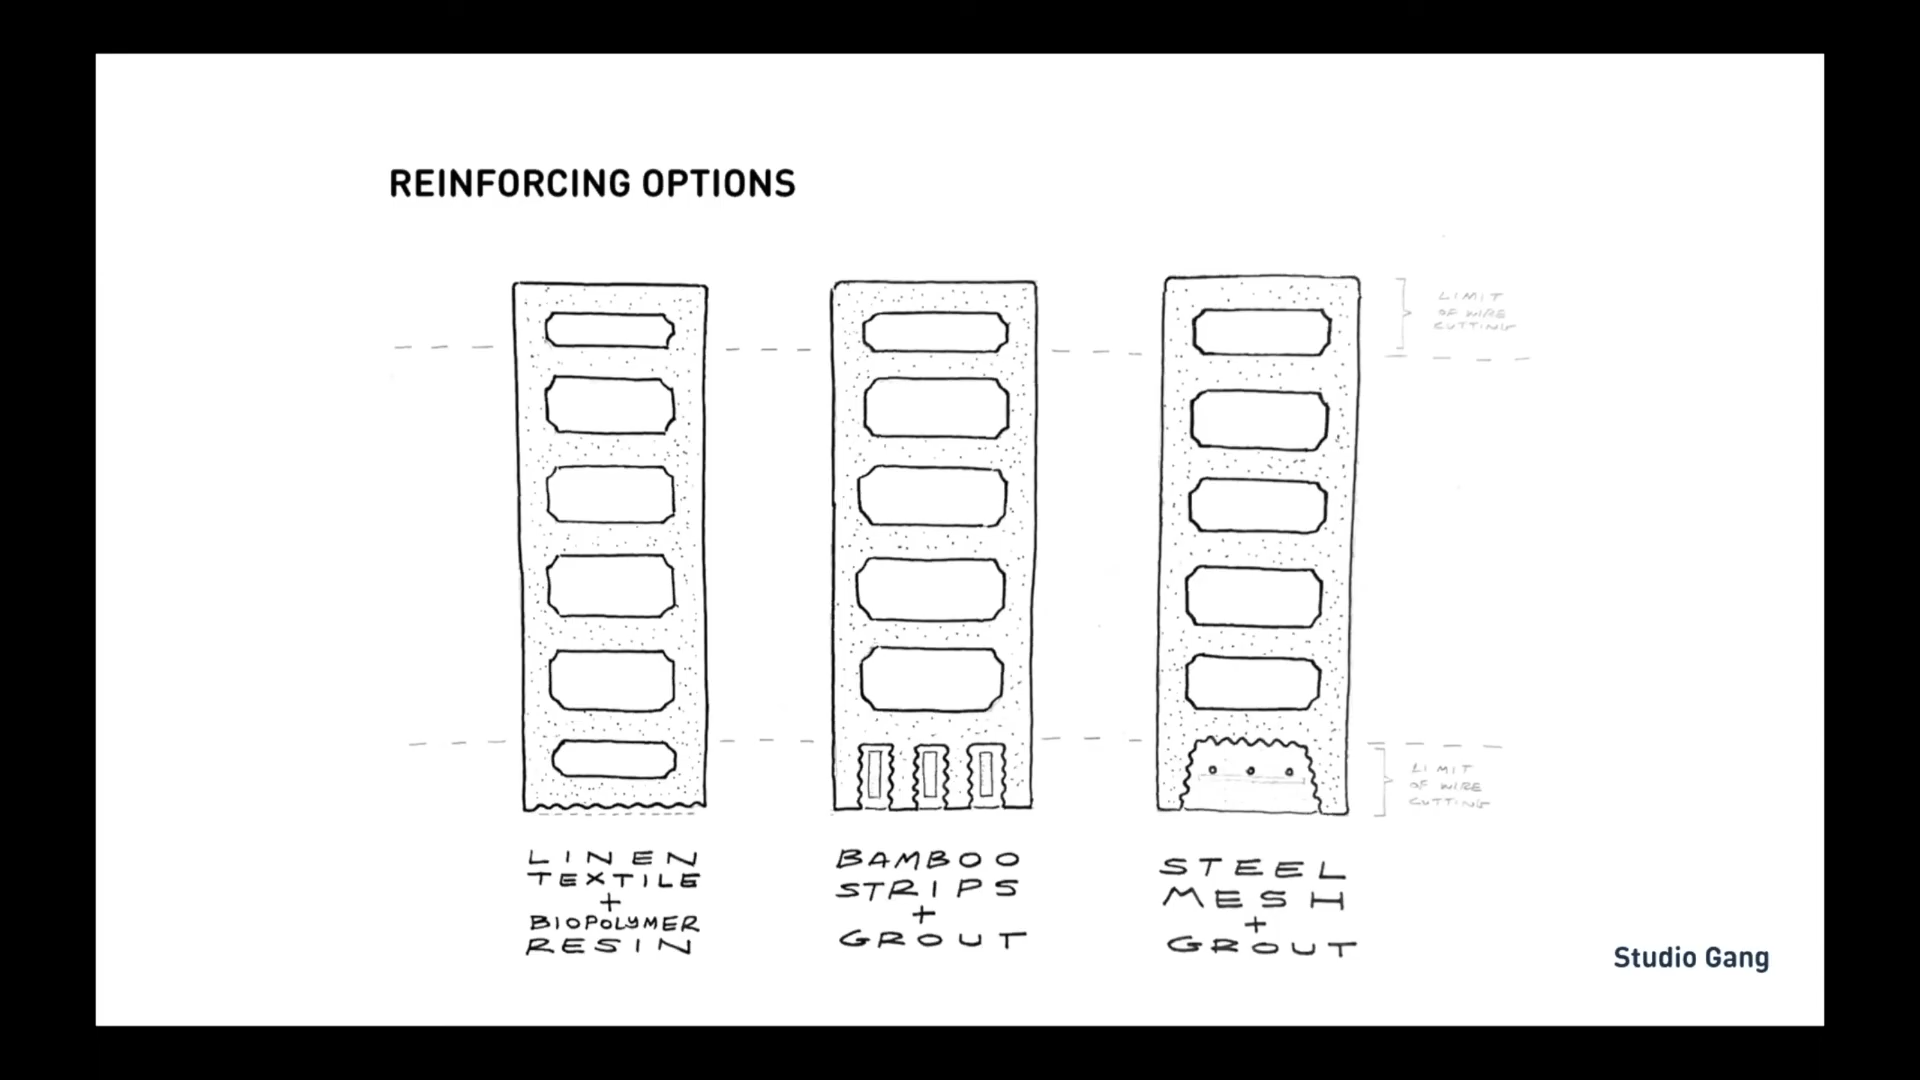 REINFORCING OPTIONS
LIMIT
OF WIRE
CUTTING
LIMIT
OF WIRE
CUTTING
LINEN
TEXTILE
+
BIOPOLYMER
RESIN
BAMBOO
STRIPS
+
GROUT
STEEL
MESH
+
GROUT
Studio Gang